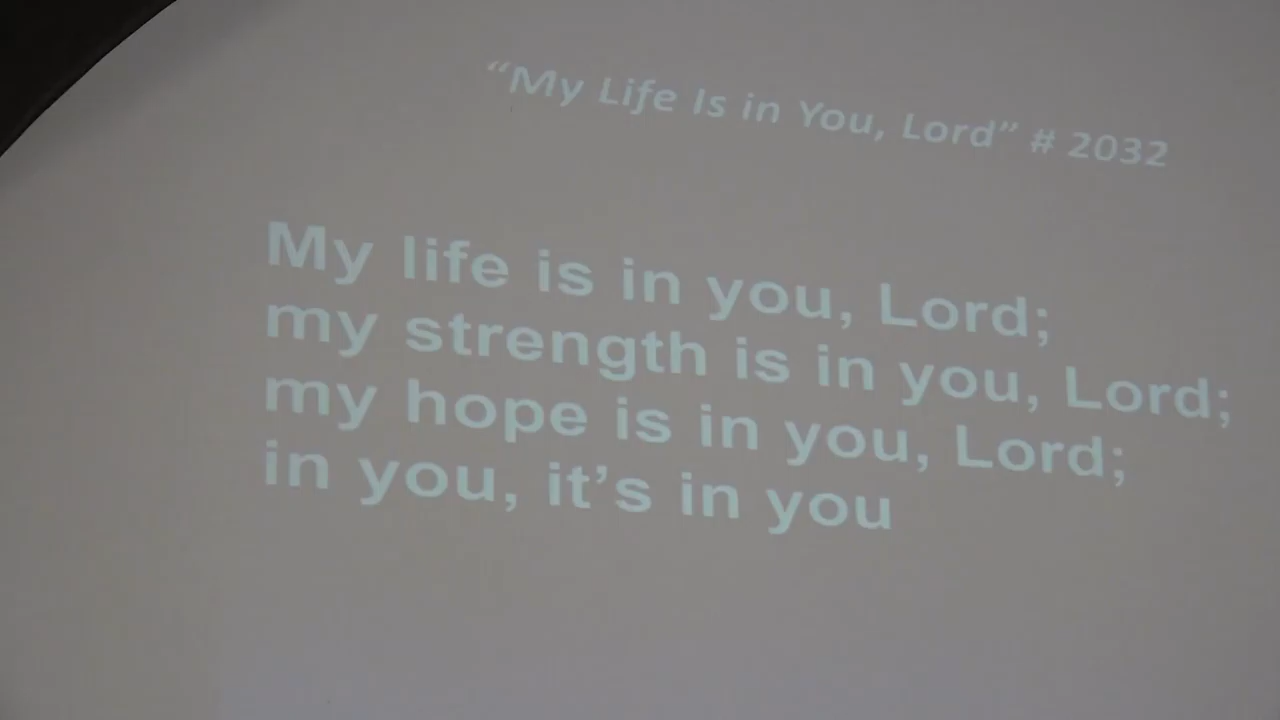 “My Life Is in You, Lord” # 2032
My life is in you, Lord;
my strength is in you, Lord;
my hope is in you, Lord;
in you, it’s in you